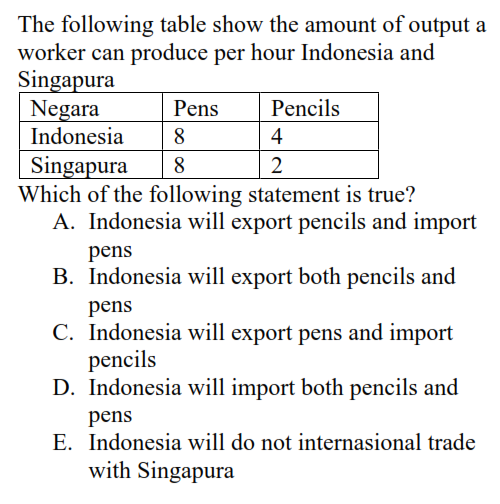 The following table show the amount of output a
worker can produce per hour Indonesia and
Singapura
Negara Pens Pencils
Indonesia 8 4
Singapura 8 2
Which of the following statement is true?
A. Indonesia will export pencils and import
pens
B. Indonesia will export both pencils and
pens
C. Indonesia will export pens and import
pencils
D. Indonesia will import both pencils and
pens
E. Indonesia will do not internasional trade
with Singapura